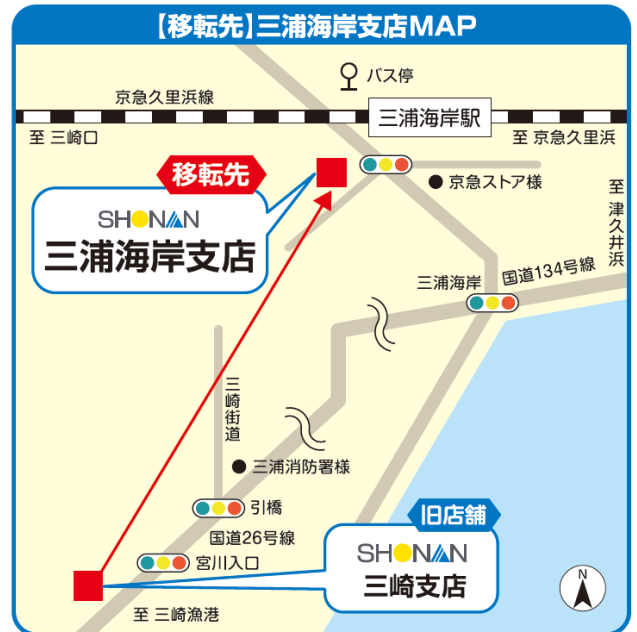 【移転先】三浦海岸支店MAP
バス停
京急久里浜線
三浦海岸駅
至 三崎口
至 京急久里浜
移転先
京急ストア様
至 津久井浜
SHONAN
三浦海岸支店
三浦海岸
国道134号線
三崎街道
三浦消防署様
引橋
旧店舗
国道26号線
SHONAN
宮川入口
三崎支店
N
至 三崎漁港